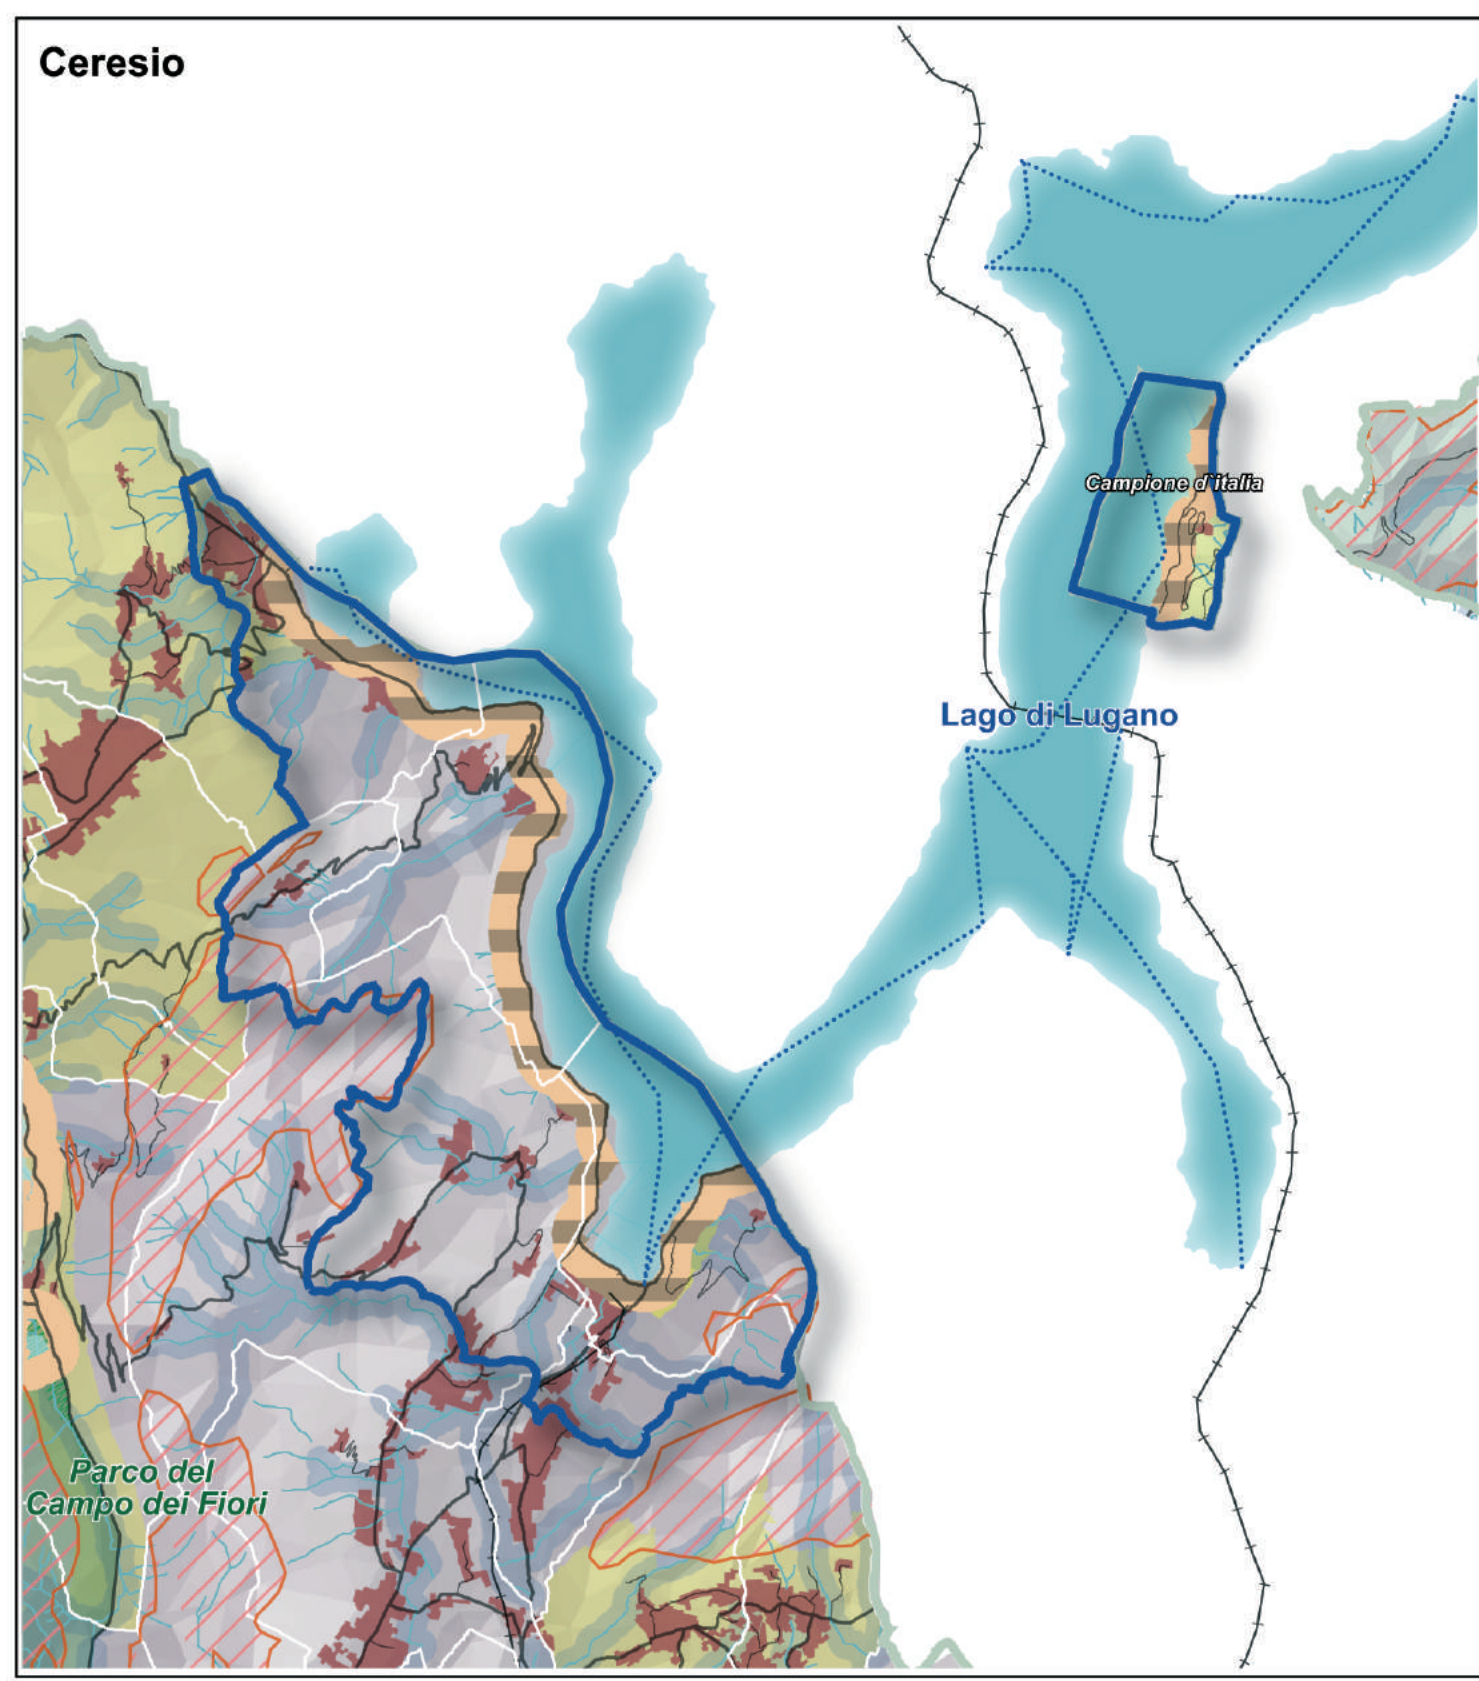 Ceresio
Campione d`italia
Lago di Lugano
Parco del
Campo dei Fiori